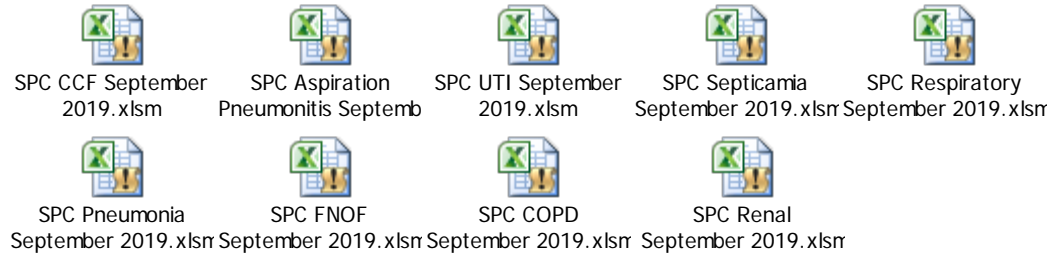 SPC CCF September
2019.xlsm
SPC Aspiration
Pneumonitis Septemb
SPC UTI September
2019.xlsm
SPC Septicamia
September 2019.xlsm
SPC Respiratory
September 2019.xlsm
SPC Pneumonia
September 2019.xlsm
SPC FNOF
September 2019.xlsm
SPC COPD
September 2019.xlsm
SPC Renal
September 2019.xlsm